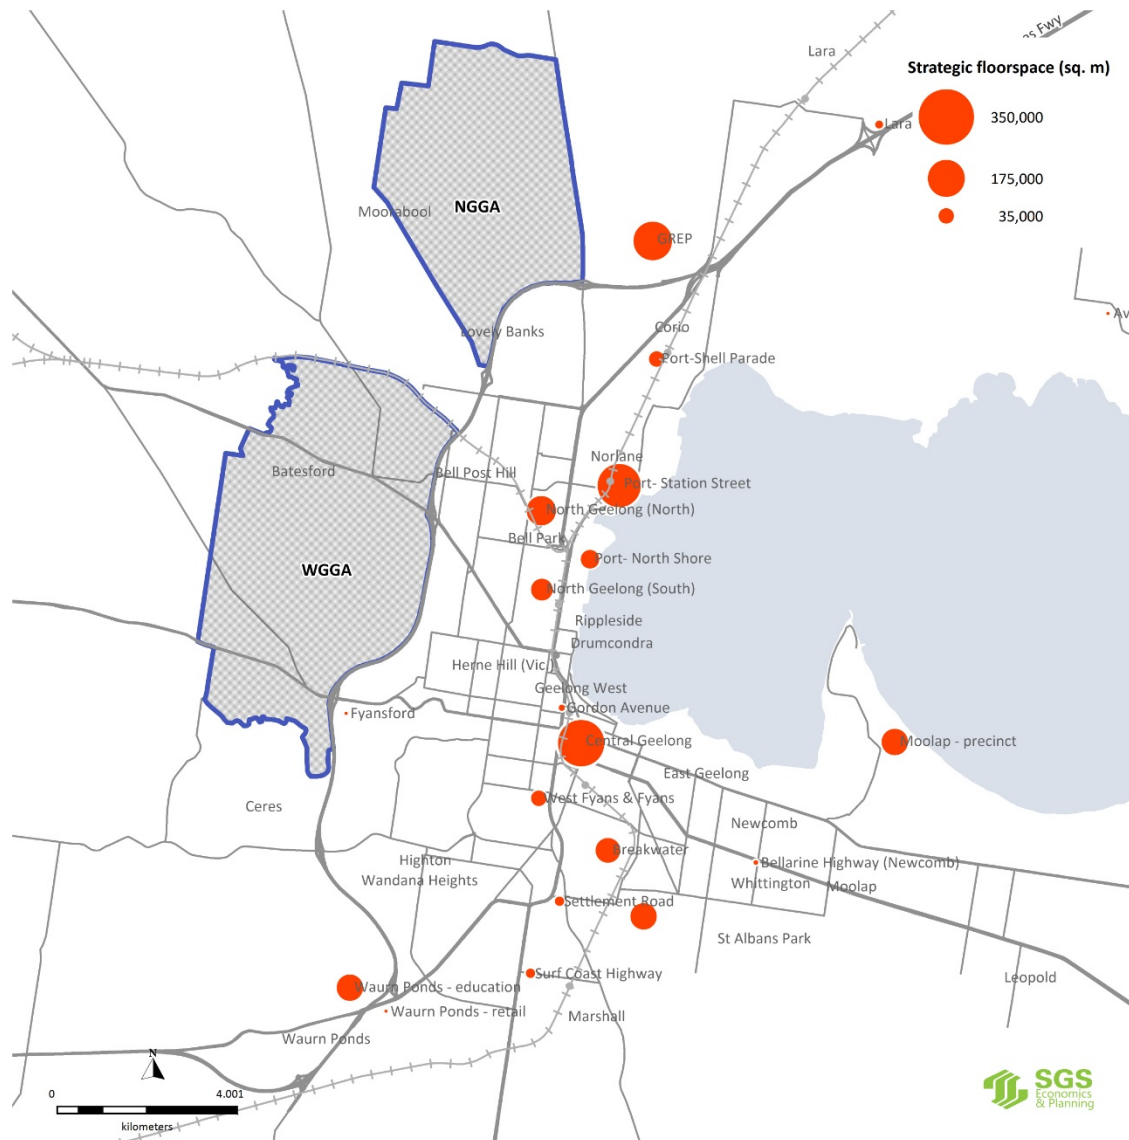 ns Fwy
Lara
Strategic floorspace (sq. m)
350,000
Lara
175,000
NGGA
Moorabool
35,000
GREP
Av
Lovely Banks
Corio
Port-Shell Parade
Norlane
Batesford
Bell Post Hill
Port- Station Street
North Geelong (North)
Bell Park
Port- North Shore
WGGA
North Geelong (South)
Rippleside
Drumcondra
Herne Hill (Vic.)
Geelong West
Gordon Avenue
Fyansford
Central Geelong
Moolap - precinct
East Geelong
West Fyans & Fyans
Ceres
Newcomb
Breakwater
Highton
Bellarine Highway (Newcomb)
Wandana Heights
Whittington
Moolap
Settlement Road
St Albans Park
Surf Coast Highway
Leopold
Waurn Ponds - education
Waurn Ponds - retail
Marshall
Waurn Ponds
N
0
4.001
kilometers
SGS
Economics
& Planning